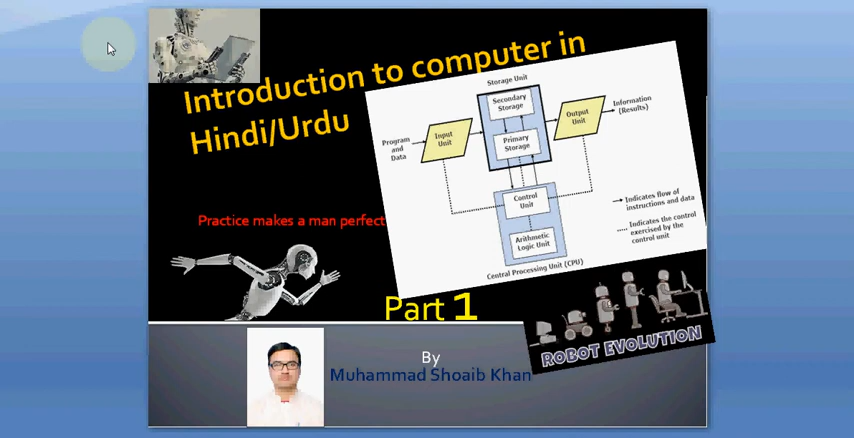 Introduction to computer in
Hindi/Urdu
Practice makes a man perfect
Storage Unit
Secondary
Storage
Primary
Storage
Program
and
Data
Input
Unit
Output
Unit
Information
(Results)
Control
Unit
Arithmetic
Logic Unit
Central Processing Unit (CPU)
Indicates flow of
instructions and data
Indicates the control
exercised by the
control unit
Part 1
ROBOT EVOLUTION
By
Muhammad Shoaib Khan